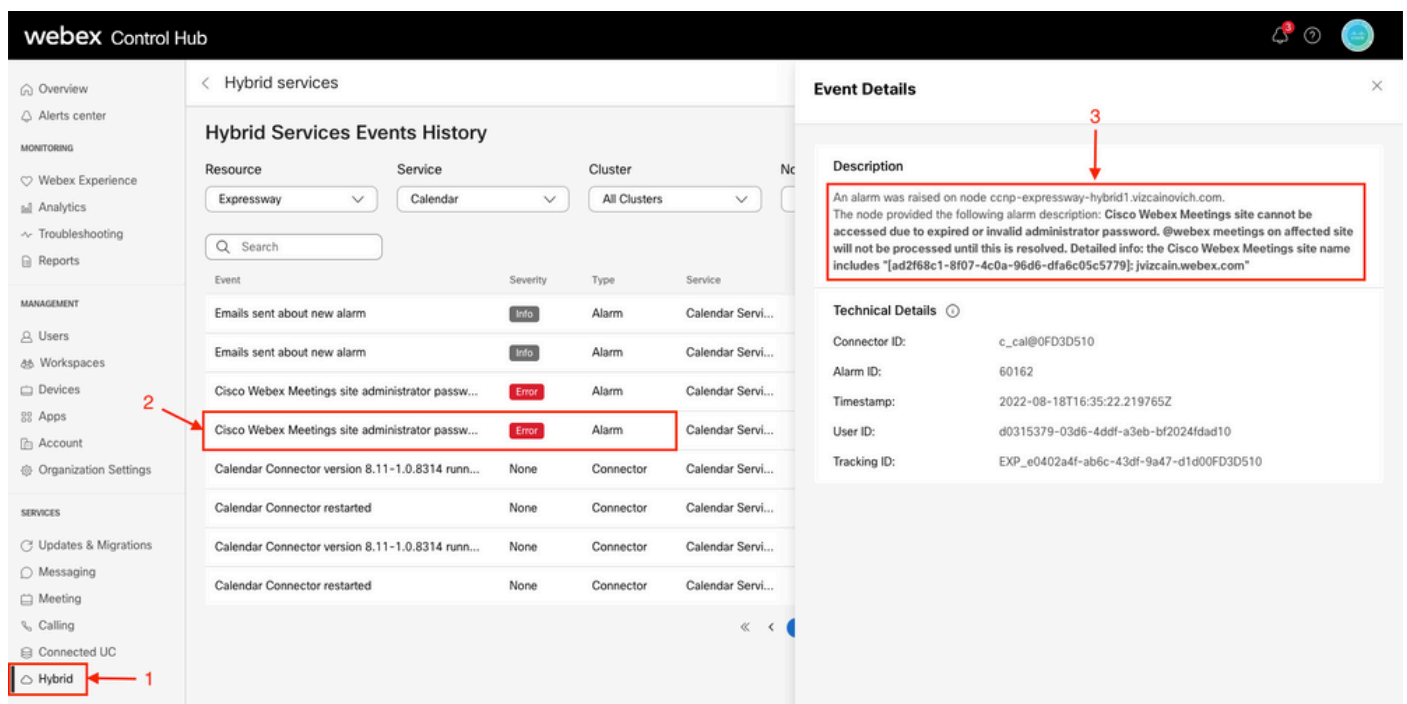 webex Control Hub
3
Overview
Alerts center
MONITORING
Webex Experience
Analytics
Troubleshooting
Reports
MANAGEMENT
Users
Workspaces
Devices
Apps
Account
Organization Settings
SERVICES
Updates & Migrations
Messaging
Meeting
Calling
Connected UC
Hybrid
1
2
Hybrid services
Hybrid Services Events History
Resource Service Cluster No
Expressway Calendar All Clusters
Search
Event Severity Type Service
Emails sent about new alarm Info Alarm Calendar Servi...
Emails sent about new alarm Info Alarm Calendar Servi...
Cisco Webex Meetings site administrator passw... Error Alarm Calendar Servi...
Cisco Webex Meetings site administrator passw... Error Alarm Calendar Servi...
Calendar Connector version 8.11-1.0.8314 runn... None Connector Calendar Servi...
Calendar Connector restarted None Connector Calendar Servi...
Calendar Connector version 8.11-1.0.8314 runn... None Connector Calendar Servi...
Calendar Connector restarted None Connector Calendar Servi...
Event Details
3
Description
An alarm was raised on node ccnp-expressway-hybrid1.vizcainovich.com.
The node provided the following alarm description: Cisco Webex Meetings site cannot be
accessed due to expired or invalid administrator password. @webex meetings on affected site
will not be processed until this is resolved. Detailed info: the Cisco Webex Meetings site name
includes "[ad2f68c1-8f07-4c0a-96d6-dfa6c05c5779]: jvizcain.webex.com"
Technical Details
Connector ID: c_cal@0FD3D510
Alarm ID: 60162
Timestamp: 2022-08-18T16:35:22.219765Z
User ID: d0315379-03d6-4ddf-a3eb-bf2024fdad10
Tracking ID: EXP_e0402a4f-ab6c-43df-9a47-d1d00FD3D510